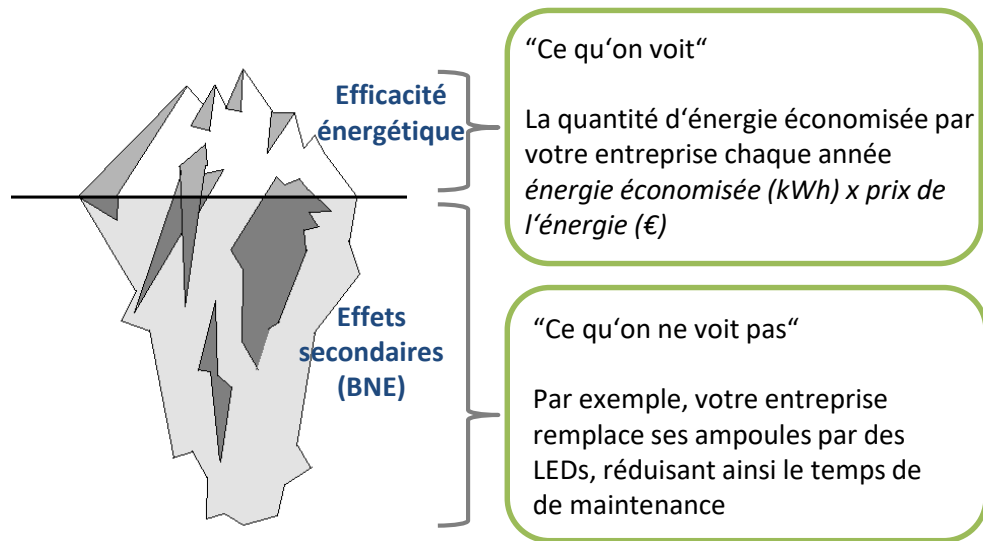 Efficacité
énergétique
“Ce qu‘on voit“
La quantité d‘énergie économisée par
votre entreprise chaque année
énergie économisée (kWh) x prix de
l‘énergie (€)
Effets
secondaires
(BNE)
“Ce qu‘on ne voit pas“
Par exemple, votre entreprise
remplace ses ampoules par des
LEDs, réduisant ainsi le temps de
de maintenance